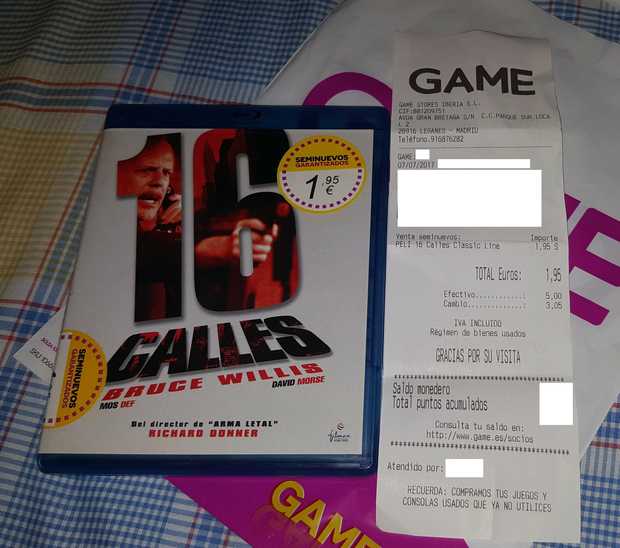 16
SEMINUEVOS
GARANTIZADOS
1,95
€
CALLES
BRUCE WILLIS
MOS DEF
DAVID MORSE
Del director de "ARMA LETAL"
RICHARD DONNER
SEMINUEVOS
GARANTIZADOS
GAME
GAME
GAME STORES IBERIA S.L.
CIF:B81209751
AVDA GRAN BRETAÑA S/N C.C.PARQUE SUR,LOCA
L 2
28916 LEGANES - MADRID
Teléfono.916876282
GAME
07/07/2017
Venta seminuevos: Importe
PELI 16 Calles Classic Line 1,95 S
TOTAL Euros: 1,95
Efectivo...........: 5,00
Cambio.............: 3,05
IVA INCLUIDO
Régimen de bienes usados
GRACIAS POR SU VISITA
Saldo monedero
Total puntos acumulados
Consulta tu saldo en:
http://www.game.es/socios
Atendido por:
RECUERDA: COMPRAMOS TUS JUEGOS Y
CONSOLAS USADOS QUE YA NO UTILICES